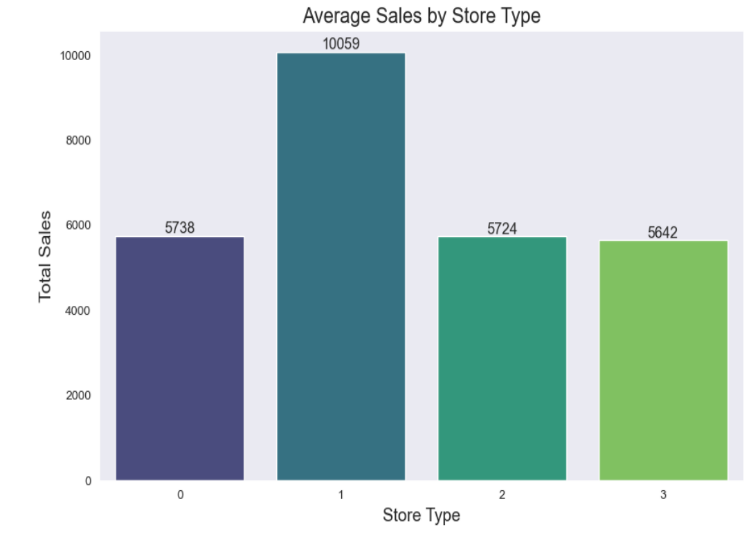 Average Sales by Store Type
10059
10000
8000
6000
5738
5724
5642
Total Sales
4000
2000
0
0 1 2 3
Store Type